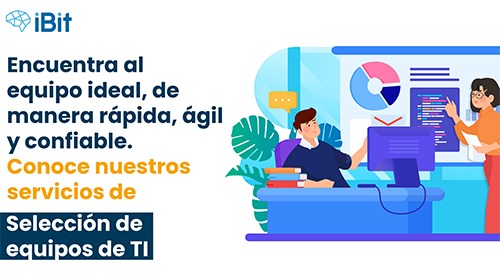 iBit
Encuentra al
equipo ideal, de
manera rápida, ágil
y confiable.
Conoce nuestros
servicios de
Selección de
equipos de TI